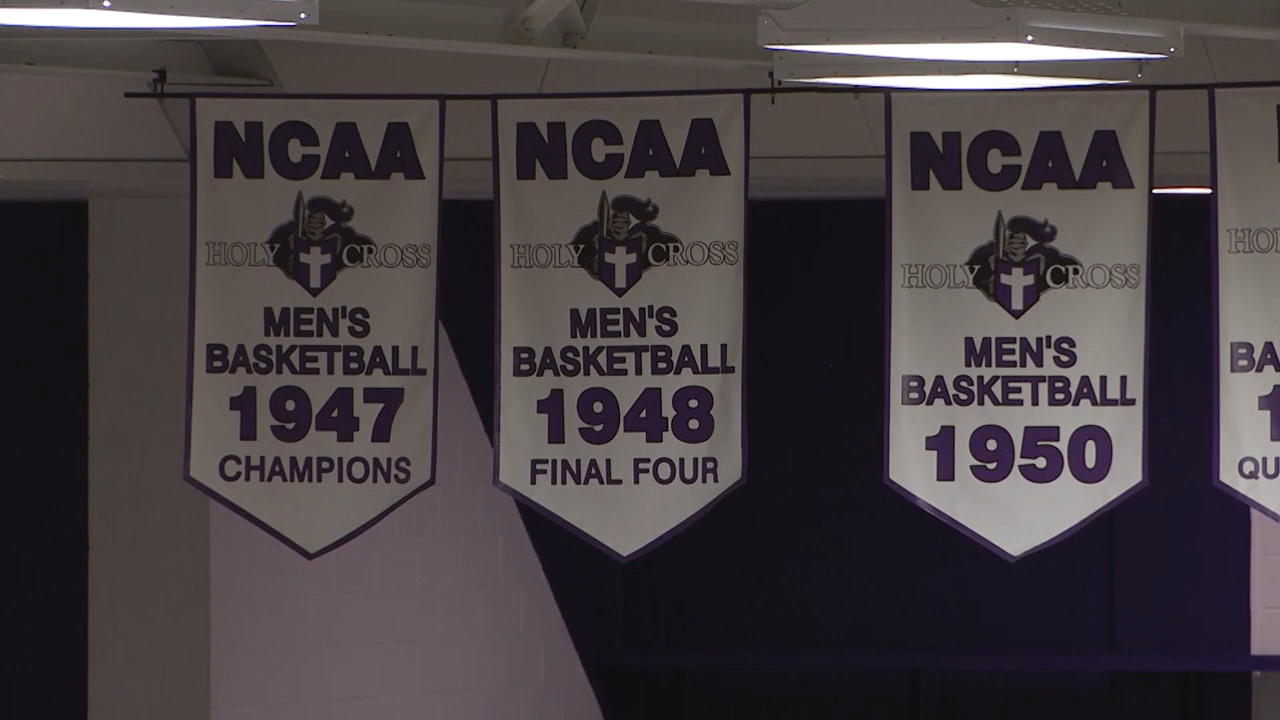 NCAA
HOLY CROSS
MEN'S
BASKETBALL
1947
CHAMPIONS
NCAA
HOLY CROSS
MEN'S
BASKETBALL
1948
FINAL FOUR
NCAA
HOLY CROSS
MEN'S
BASKETBALL
1950